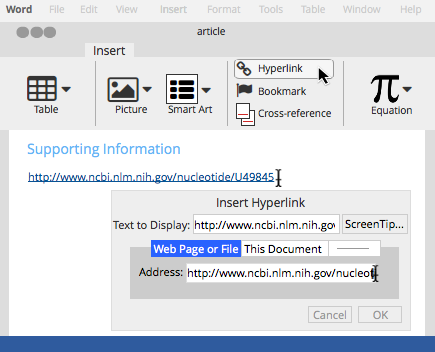 Word File Edit View Insert Format Tools Table Window Help
article
Insert
Table
Picture
Smart Art
Hyperlink
Bookmark
Cross-reference
π
Equation
Supporting Information
http://www.ncbi.nlm.nih.gov/nucleotide/U49845
Insert Hyperlink
Text to Display: http://www.ncbi.nlm.nih.gov ScreenTip...
Web Page or File This Document
Address: http://www.ncbi.nlm.nih.gov/nucleoti
Cancel OK